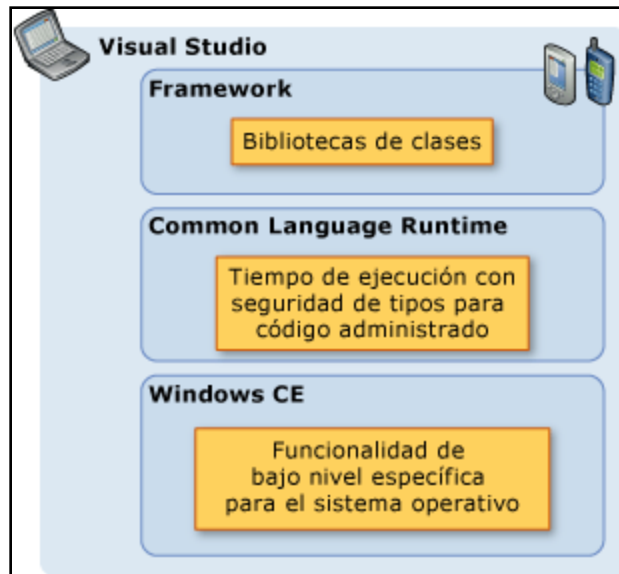 Visual Studio
Framework
Bibliotecas de clases
Common Language Runtime
Tiempo de ejecución con
seguridad de tipos para
código administrado
Windows CE
Funcionalidad de
bajo nivel específica
para el sistema operativo